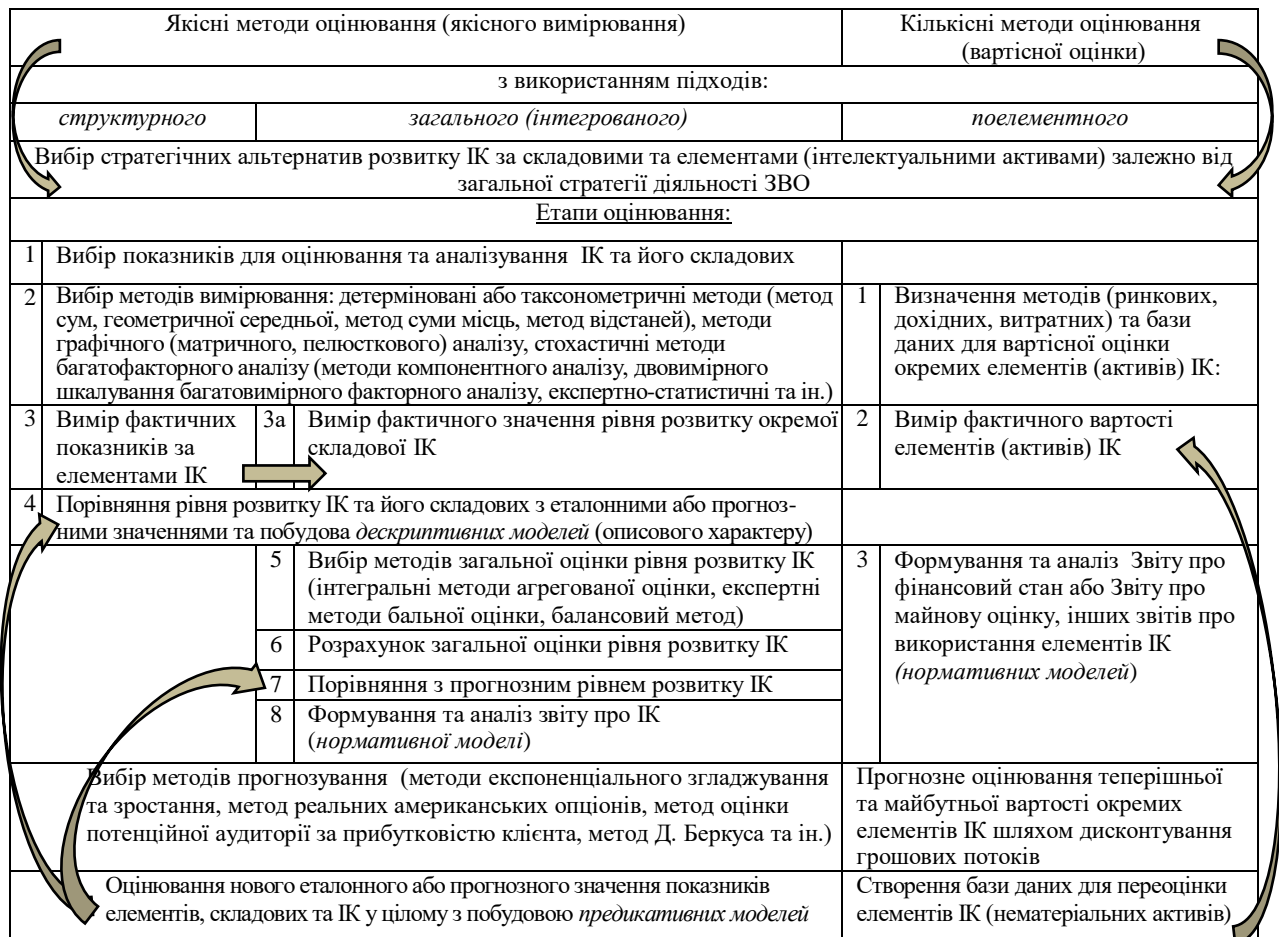 Якісні методи оцінювання (якісного вимірювання)
Кількісні методи оцінювання
(вартісної оцінки)
з використанням підходів:
структурного
загального (інтегрованого)
поелементного
Вибір стратегічних альтернатив розвитку ІК за складовими та елементами (інтелектуальними активами) залежно від
загальної стратегії діяльності ЗВО
Етапи оцінювання:
1 Вибір показників для оцінювання та аналізування ІК та його складових
2 Вибір методів вимірювання: детерміновані або таксонометричні методи (метод
сум, геометричної середньої, метод суми місць, метод відстаней), методи
графічного (матричного, пелюсткового) аналізу, стохастичні методи
багатофакторного аналізу (методи компонентного аналізу, двовимірного
шкалування багатовимірного факторного аналізу, експертно-статистичні та ін.)
1 Визначення методів (ринкових,
дохідних, витратних) та бази
даних для вартісної оцінки
окремих елементів (активів) ІК:
3 Вимір фактичних
показників за
елементами ІК
3а Вимір фактичного значення рівня розвитку окремої
складової ІК
2 Вимір фактичного вартості
елементів (активів) ІК
4 Порівняння рівня розвитку ІК та його складових з еталонними або прогноз-
ними значеннями та побудова дескриптивних моделей (описового характеру)
5 Вибір методів загальної оцінки рівня розвитку ІК
(інтегральні методи агрегованої оцінки, експертні
методи бальної оцінки, балансовий метод)
6 Розрахунок загальної оцінки рівня розвитку ІК
7 Порівняння з прогнозним рівнем розвитку ІК
8 Формування та аналіз звіту про ІК
(нормативної моделі)
3 Формування та аналіз Звіту про
фінансовий стан або Звіту про
майнову оцінку, інших звітів про
використання елементів ІК
(нормативних моделей)
Вибір методів прогнозування (методи експоненціального згладжування
та зростання, метод реальних американських опціонів, метод оцінки
потенційної аудиторії за прибутковістю клієнта, метод Д. Беркуса та ін.)
Прогнозне оцінювання теперішньої
та майбутньої вартості окремих
елементів ІК шляхом дисконтування
грошових потоків
Оцінювання нового еталонного або прогнозного значення показників
елементів, складових та ІК у цілому з побудовою предикативних моделей
Створення бази даних для переоцінки
елементів ІК (нематеріальних активів)